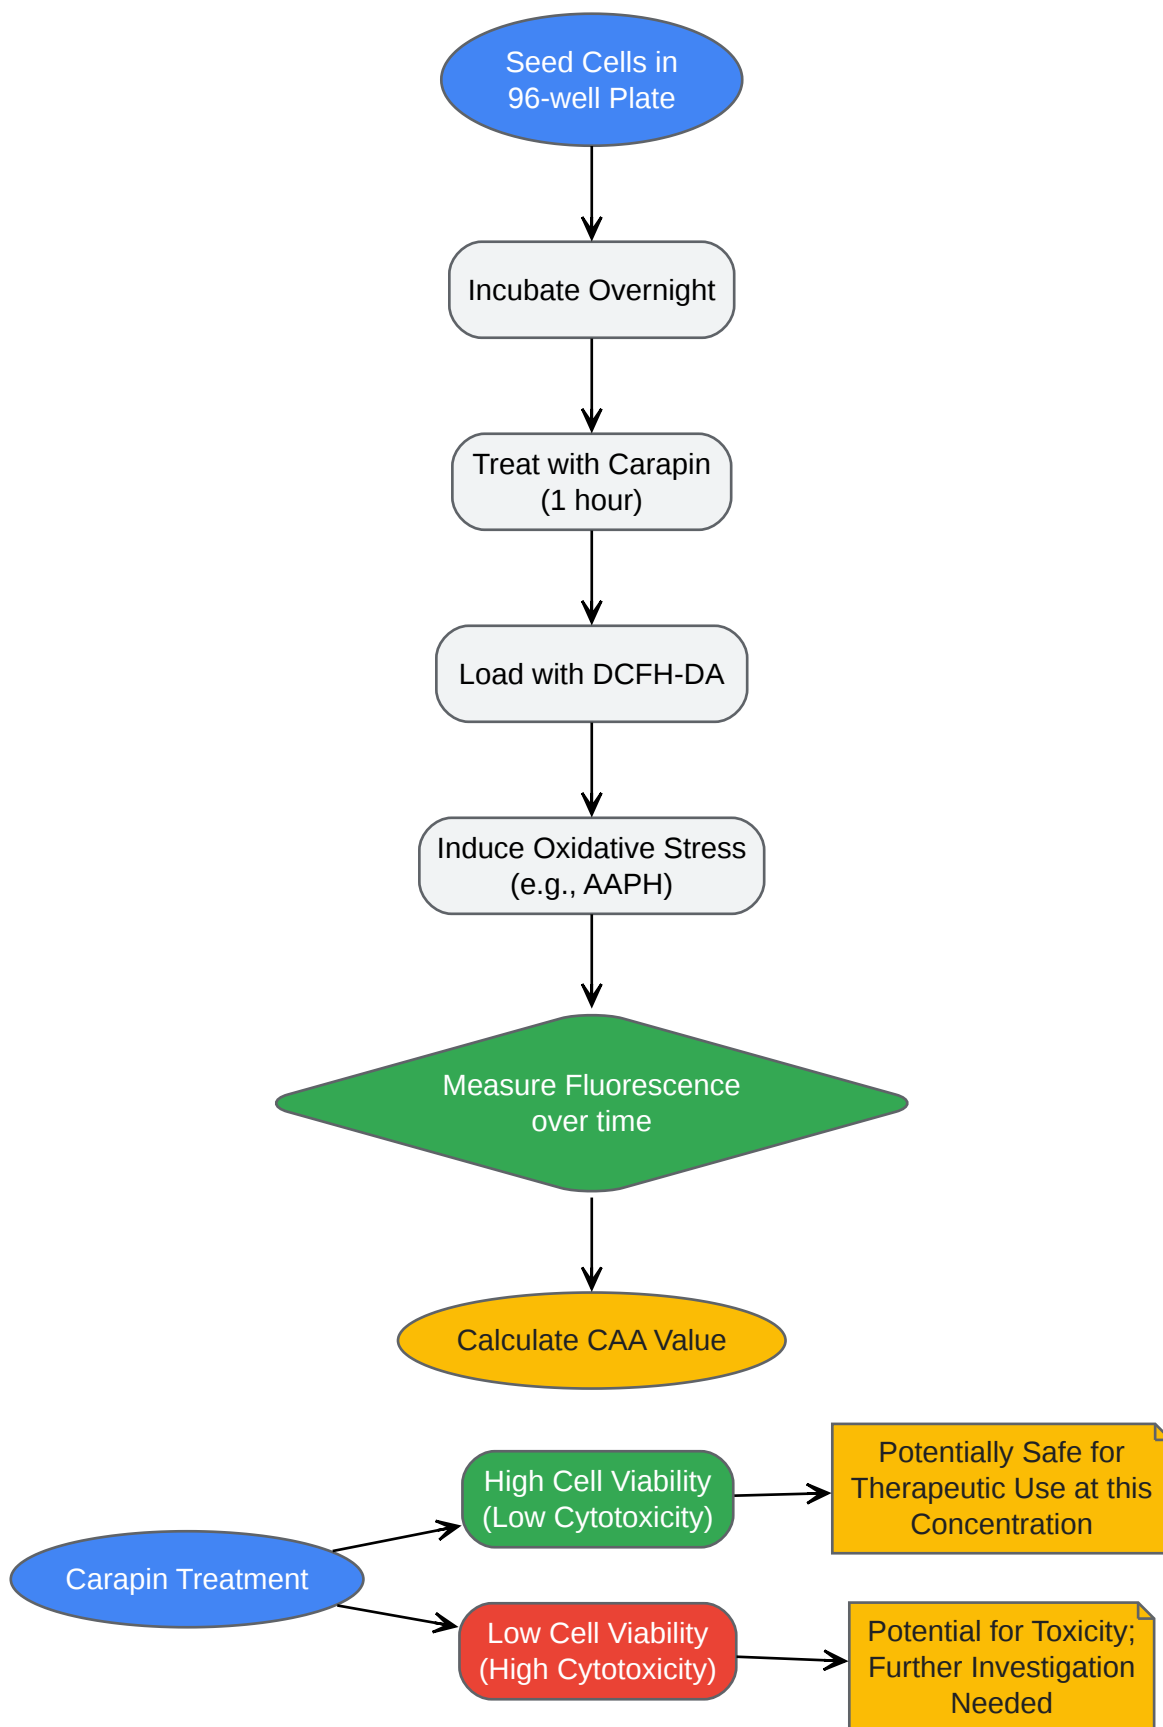 Seed Cells in
96-well Plate
Incubate Overnight
Treat with Carapin
(1 hour)
Load with DCFH-DA
Induce Oxidative Stress
(e.g., AAPH)
Measure Fluorescence
over time
Calculate CAA Value
Carapin Treatment
High Cell Viability
(Low Cytotoxicity)
Potentially Safe for
Therapeutic Use at this
Concentration
Low Cell Viability
(High Cytotoxicity)
Potential for Toxicity;
Further Investigation
Needed